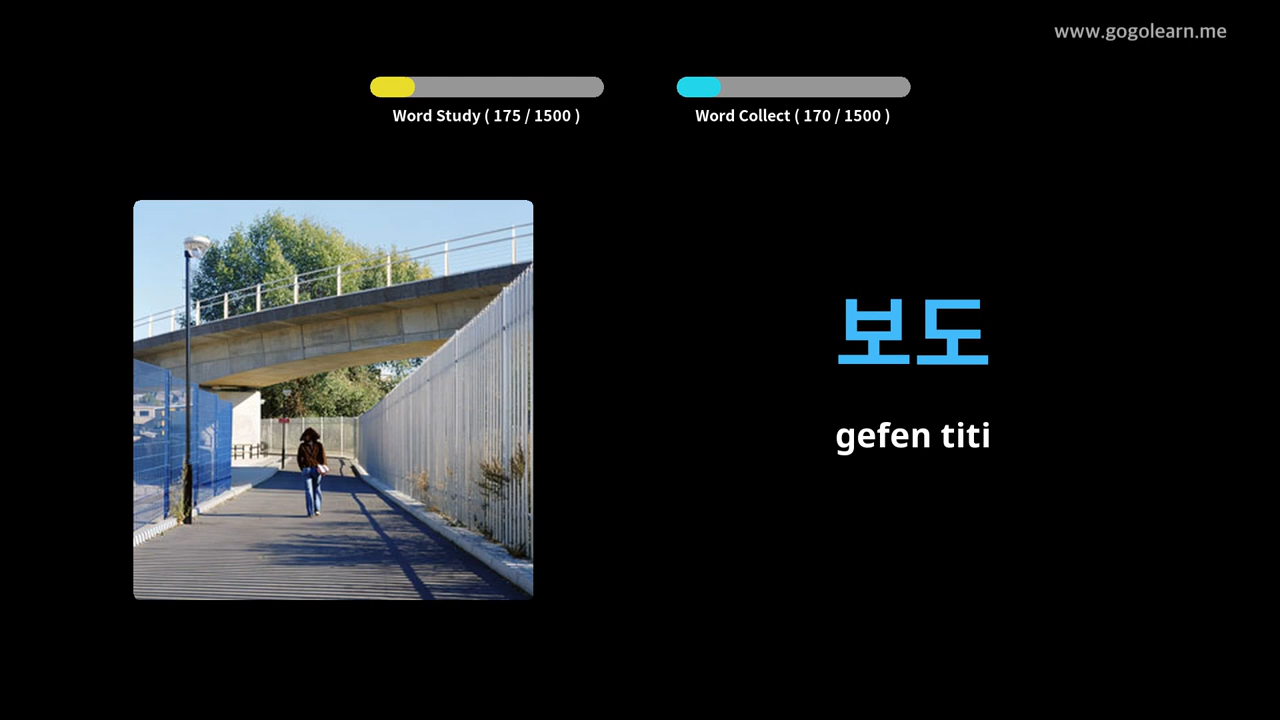 www.gogolearn.me
Word Study ( 175 / 1500 )
Word Collect ( 170 / 1500 )
보도
gefen titi